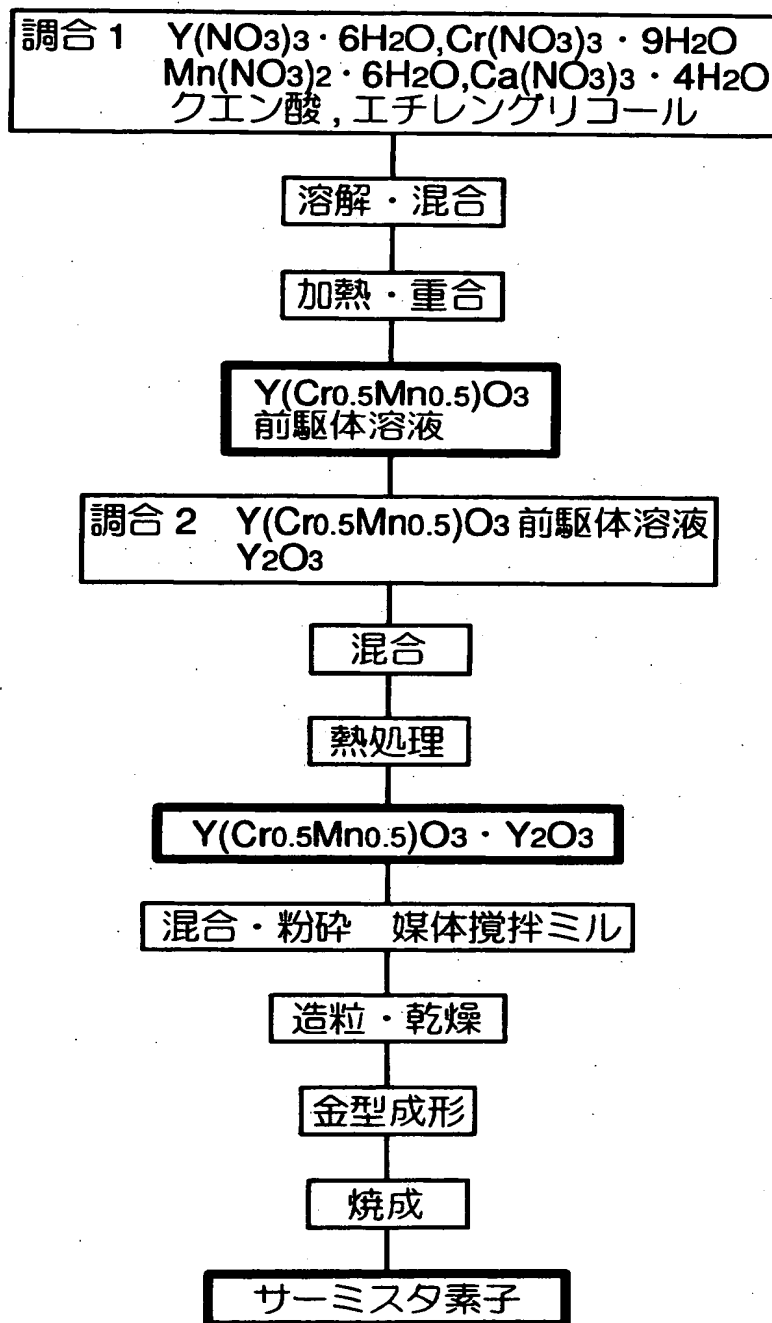 調合1 Y(NO3)3・6H2O,Cr(NO3)3・9H2O
Mn(NO3)2・6H2O,Ca(NO3)3・4H2O
クエン酸,エチレングリコール
溶解・混合
加熱・重合
Y(Cr0.5Mn0.5)O3
前駆体溶液
調合2 Y(Cr0.5Mn0.5)O3前駆体溶液
Y2O3
混合
熱処理
Y(Cr0.5Mn0.5)O3・Y2O3
混合・粉砕 媒体攪拌ミル
造粒・乾燥
金型成形
焼成
サーミスタ素子